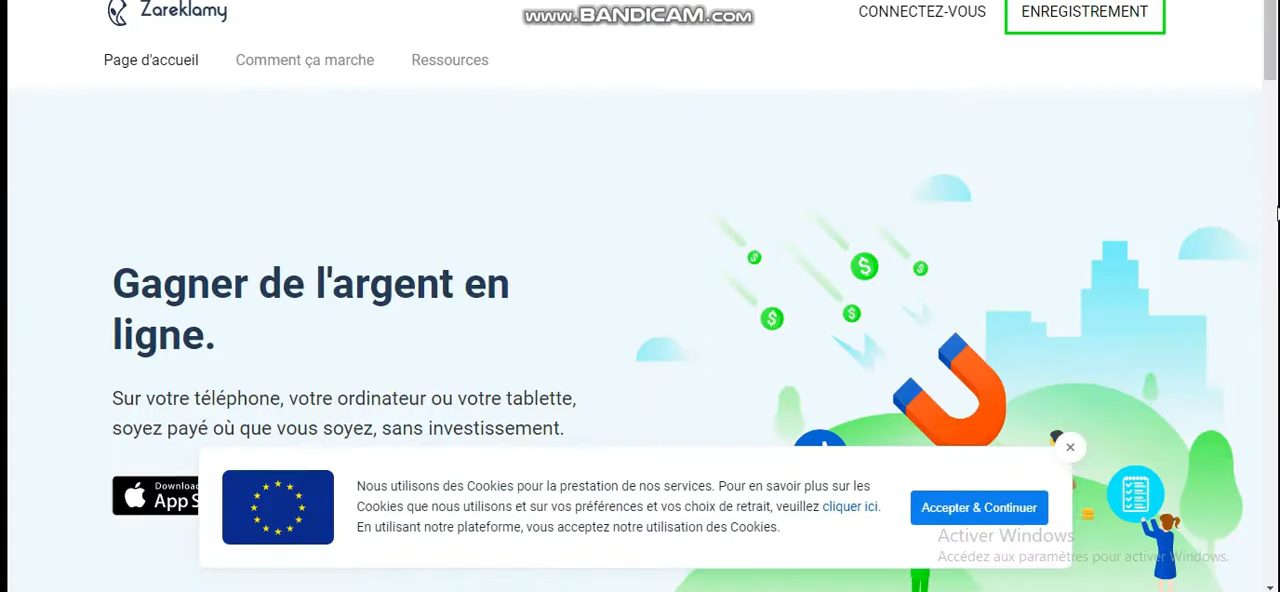 Zareklamy
www.BANDICAM.com
CONNECTEZ-VOUS
ENREGISTREMENT
Page d'accueil
Comment ça marche
Ressources
Gagner de l'argent en
ligne.
Sur votre téléphone, votre ordinateur ou votre tablette,
soyez payé où que vous soyez, sans investissement.
Nous utilisons des Cookies pour la prestation de nos services. Pour en savoir plus sur les
Cookies que nous utilisons et sur vos préférences et vos choix de retrait, veuillez cliquer ici.
En utilisant notre plateforme, vous acceptez notre utilisation des Cookies.
Accepter & Continuer
Activer Windows
Accédez aux paramètres pour activer Windows.